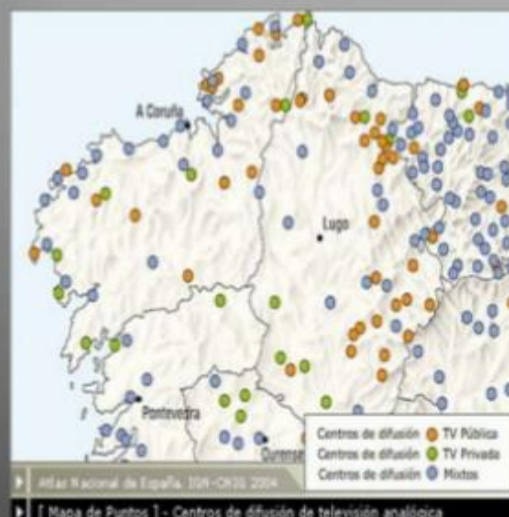 A Coruña
Lugo
Pontevedra
Ourense
Centros de difusión TV Pública
Centros de difusión TV Privada
Centros de difusión Mixtos
Atlas Nacional de España. IGN-CNIG 2004
[ Mapa de Puntos ] - Centros de difusión de televisión analógica